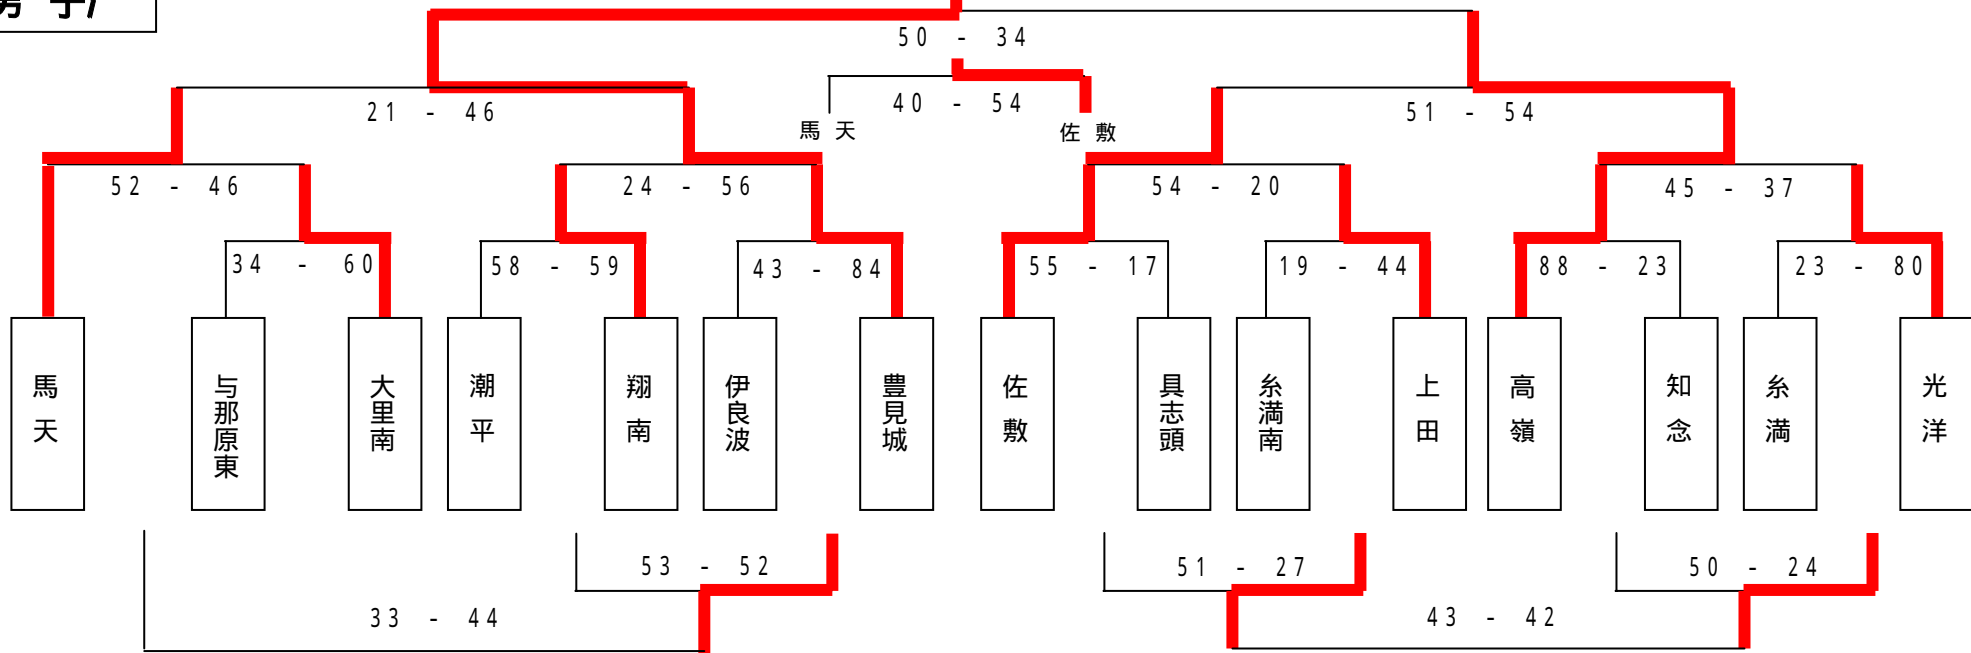 男 子
50 - 34
40 - 54
21 - 46
51 - 54
馬 天
佐 敷
52 - 46
24 - 56
54 - 20
45 - 37
34 - 60
58 - 59
43 - 84
55 - 17
19 - 44
88 - 23
23 - 80
馬天
与那原東
大里南
潮平
翔南
伊良波
豊見城
佐敷
具志頭
糸満南
上田
高嶺
知念
糸満
光洋
53 - 52
51 - 27
50 - 24
33 - 44
43 - 42